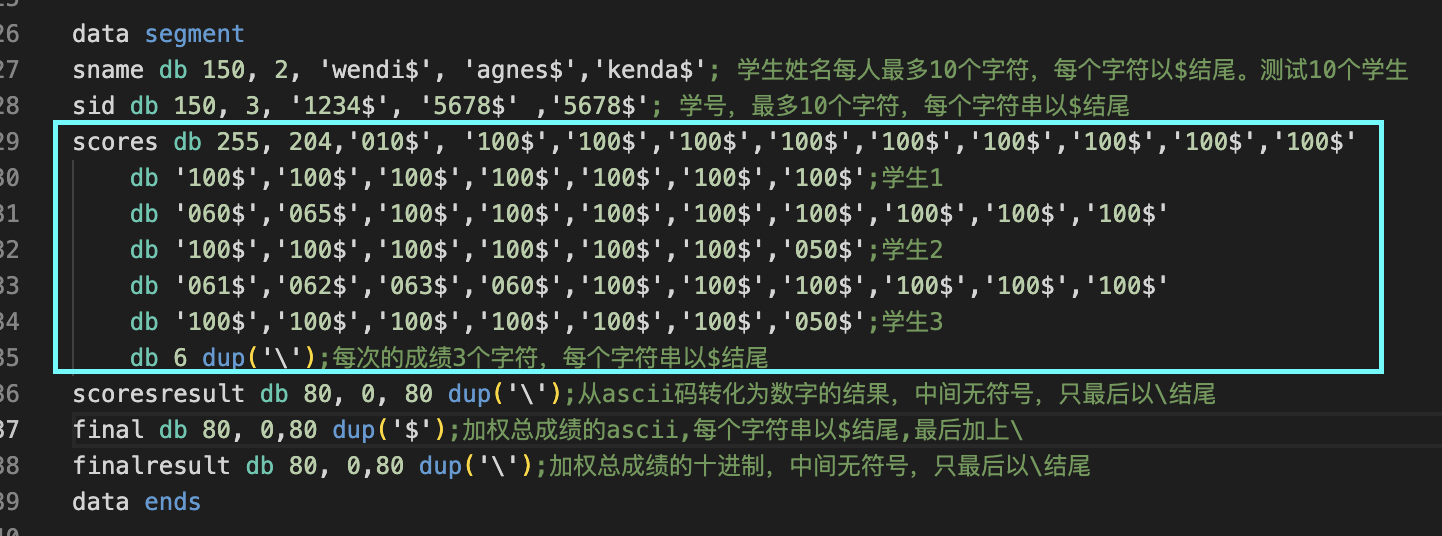 26 data segment
27 sname db 150, 2, 'wendi$', 'agnes$','kenda$'; 学生姓名每人最多10个字符，每个字符以$结尾。测试10个学生
28 sid db 150, 3, '1234$', '5678$' ,'5678$'; 学号，最多10个字符，每个字符串以$结尾
29 scores db 255, 204,'010$', '100$','100$','100$','100$','100$','100$','100$','100$','100$'
30 db '100$','100$','100$','100$','100$','100$','100$';学生1
31 db '060$','065$','100$','100$','100$','100$','100$','100$','100$','100$'
32 db '100$','100$','100$','100$','100$','100$','050$';学生2
33 db '061$','062$','063$','060$','100$','100$','100$','100$','100$','100$'
34 db '100$','100$','100$','100$','100$','100$','050$';学生3
35 db 6 dup('\');每次的成绩3个字符，每个字符串以$结尾
36 scoresresult db 80, 0, 80 dup('\');从ascii码转化为数字的结果，中间无符号，只最后以\结尾
37 final db 80, 0,80 dup('$');加权总成绩的ascii,每个字符串以$结尾,最后加上\
38 finalresult db 80, 0,80 dup('\');加权总成绩的十进制，中间无符号，只最后以\结尾
39 data ends